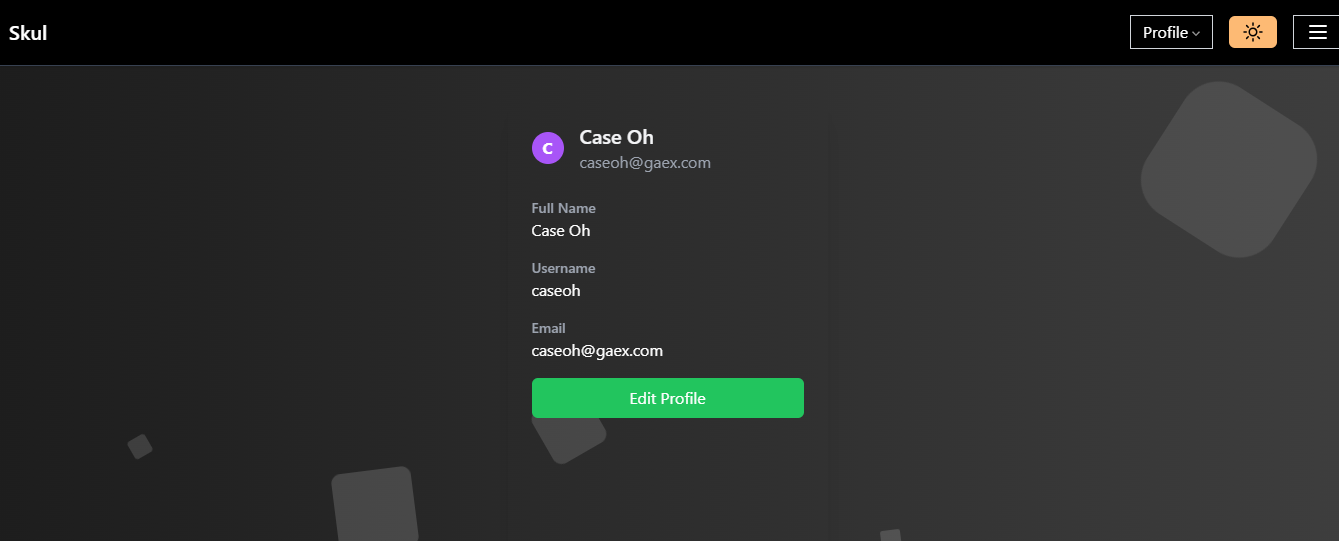 Skul
Profile
C
Case Oh
caseoh@gaex.com
Full Name
Case Oh
Username
caseoh
Email
caseoh@gaex.com
Edit Profile